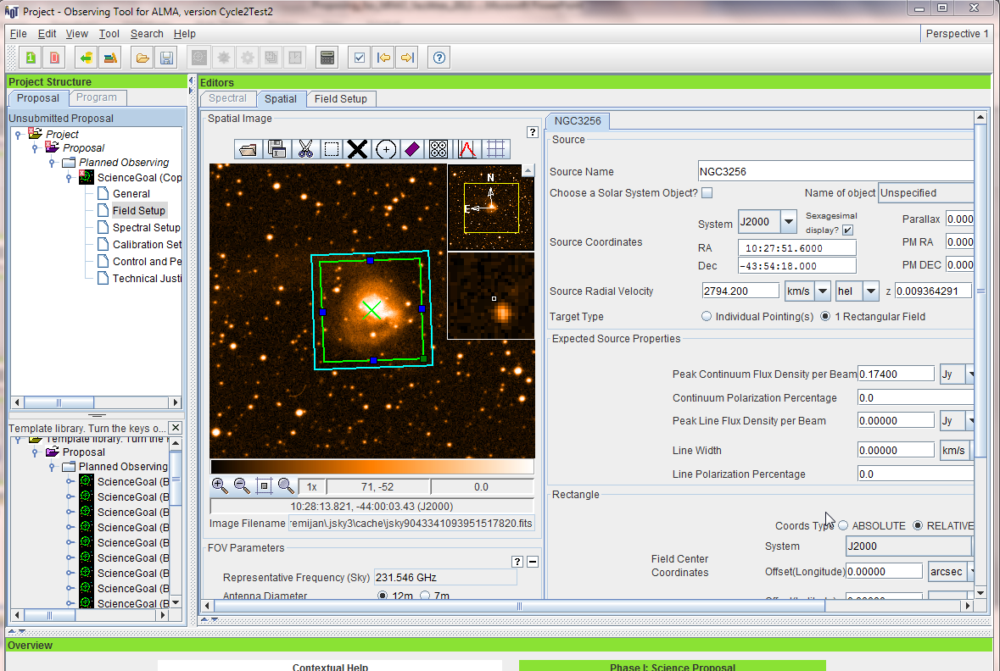 Project - Observing Tool for ALMA, version Cycle2Test2
File Edit View Tool Search Help
Perspective 1
Project Structure
Proposal Program
Unsubmitted Proposal
Project
Proposal
Planned Observing
ScienceGoal (Cop
General
Field Setup
Spectral Setup
Calibration Set
Control and Pe
Technical Justi
Template library. Turn the keys o...
Template library. Turn the k
Proposal
Planned Observing
ScienceGoal (B
ScienceGoal (B
ScienceGoal (B
ScienceGoal (B
ScienceGoal (B
ScienceGoal (B
ScienceGoal (B
ScienceGoal (B
ScienceGoal (B
Editors
Spectral Spatial Field Setup
Spatial Image
?
N
E
1x 71, -52 0.0
10:28:13.821, -44:00:03.43 (J2000)
Image Filename remijan\.jsky3\cache\jsky9043341093951517820.fits
FOV Parameters
?
Representative Frequency (Sky) 231.546 GHz
Antenna Diameter 12m 7m
NGC3256
Source
Source Name NGC3256
Choose a Solar System Object? Name of object Unspecified
Source Coordinates
System J2000 Sexagesimal display? Parallax 0.000
RA 10:27:51.6000 PM RA 0.000
Dec -43:54:18.000 PM DEC 0.000
Source Radial Velocity 2794.200 km/s hel z 0.009364291
Target Type Individual Pointing(s) 1 Rectangular Field
Expected Source Properties
Peak Continuum Flux Density per Beam 0.17400 Jy
Continuum Polarization Percentage 0.0
Peak Line Flux Density per Beam 0.00000 Jy
Line Width 0.00000 km/s
Line Polarization Percentage 0.0
Rectangle
Coords Type ABSOLUTE RELATIVE
Field Center Coordinates
System J2000
Offset(Longitude) 0.00000 arcsec
Overview
Contextual Help
Phase I: Science Proposal